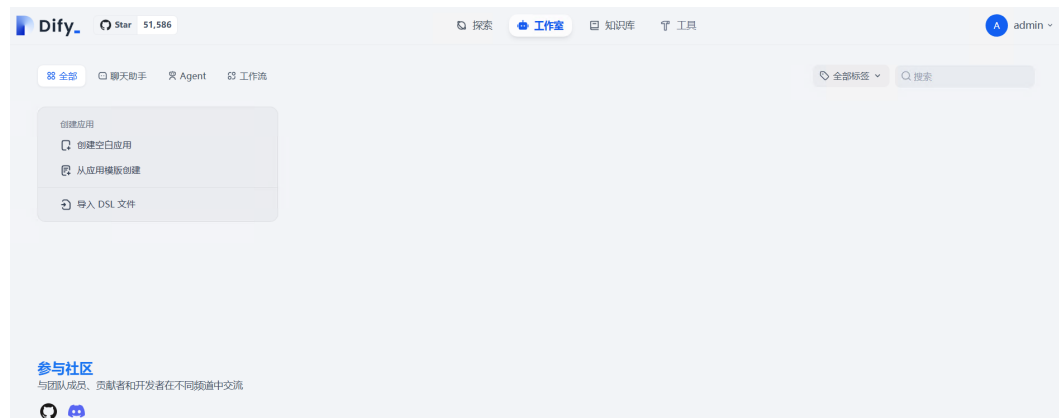 Dify_ Star 51,586 探索 工作室 知识库 工具 A admin
全部 聊天助手 Agent 工作流 全部标签 搜索
创建应用
创建空白应用
从应用模版创建
导入 DSL 文件
参与社区
与团队成员、贡献者和开发者在不同频道中交流